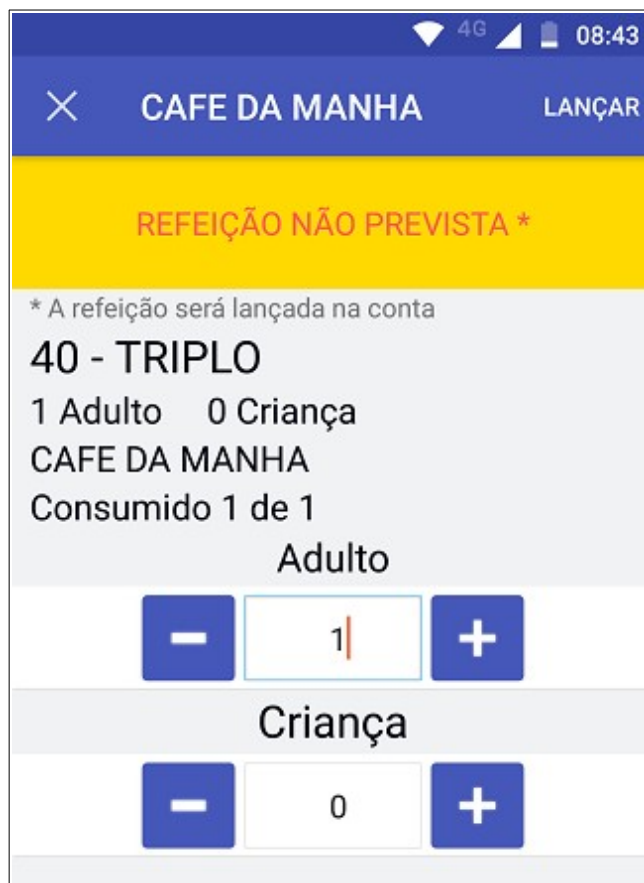 4G 08:43
CAFE DA MANHA LANÇAR
REFEIÇÃO NÃO PREVISTA *
* A refeição será lançada na conta
40 - TRIPLO
1 Adulto 0 Criança
CAFE DA MANHA
Consumido 1 de 1
Adulto
1
Criança
0